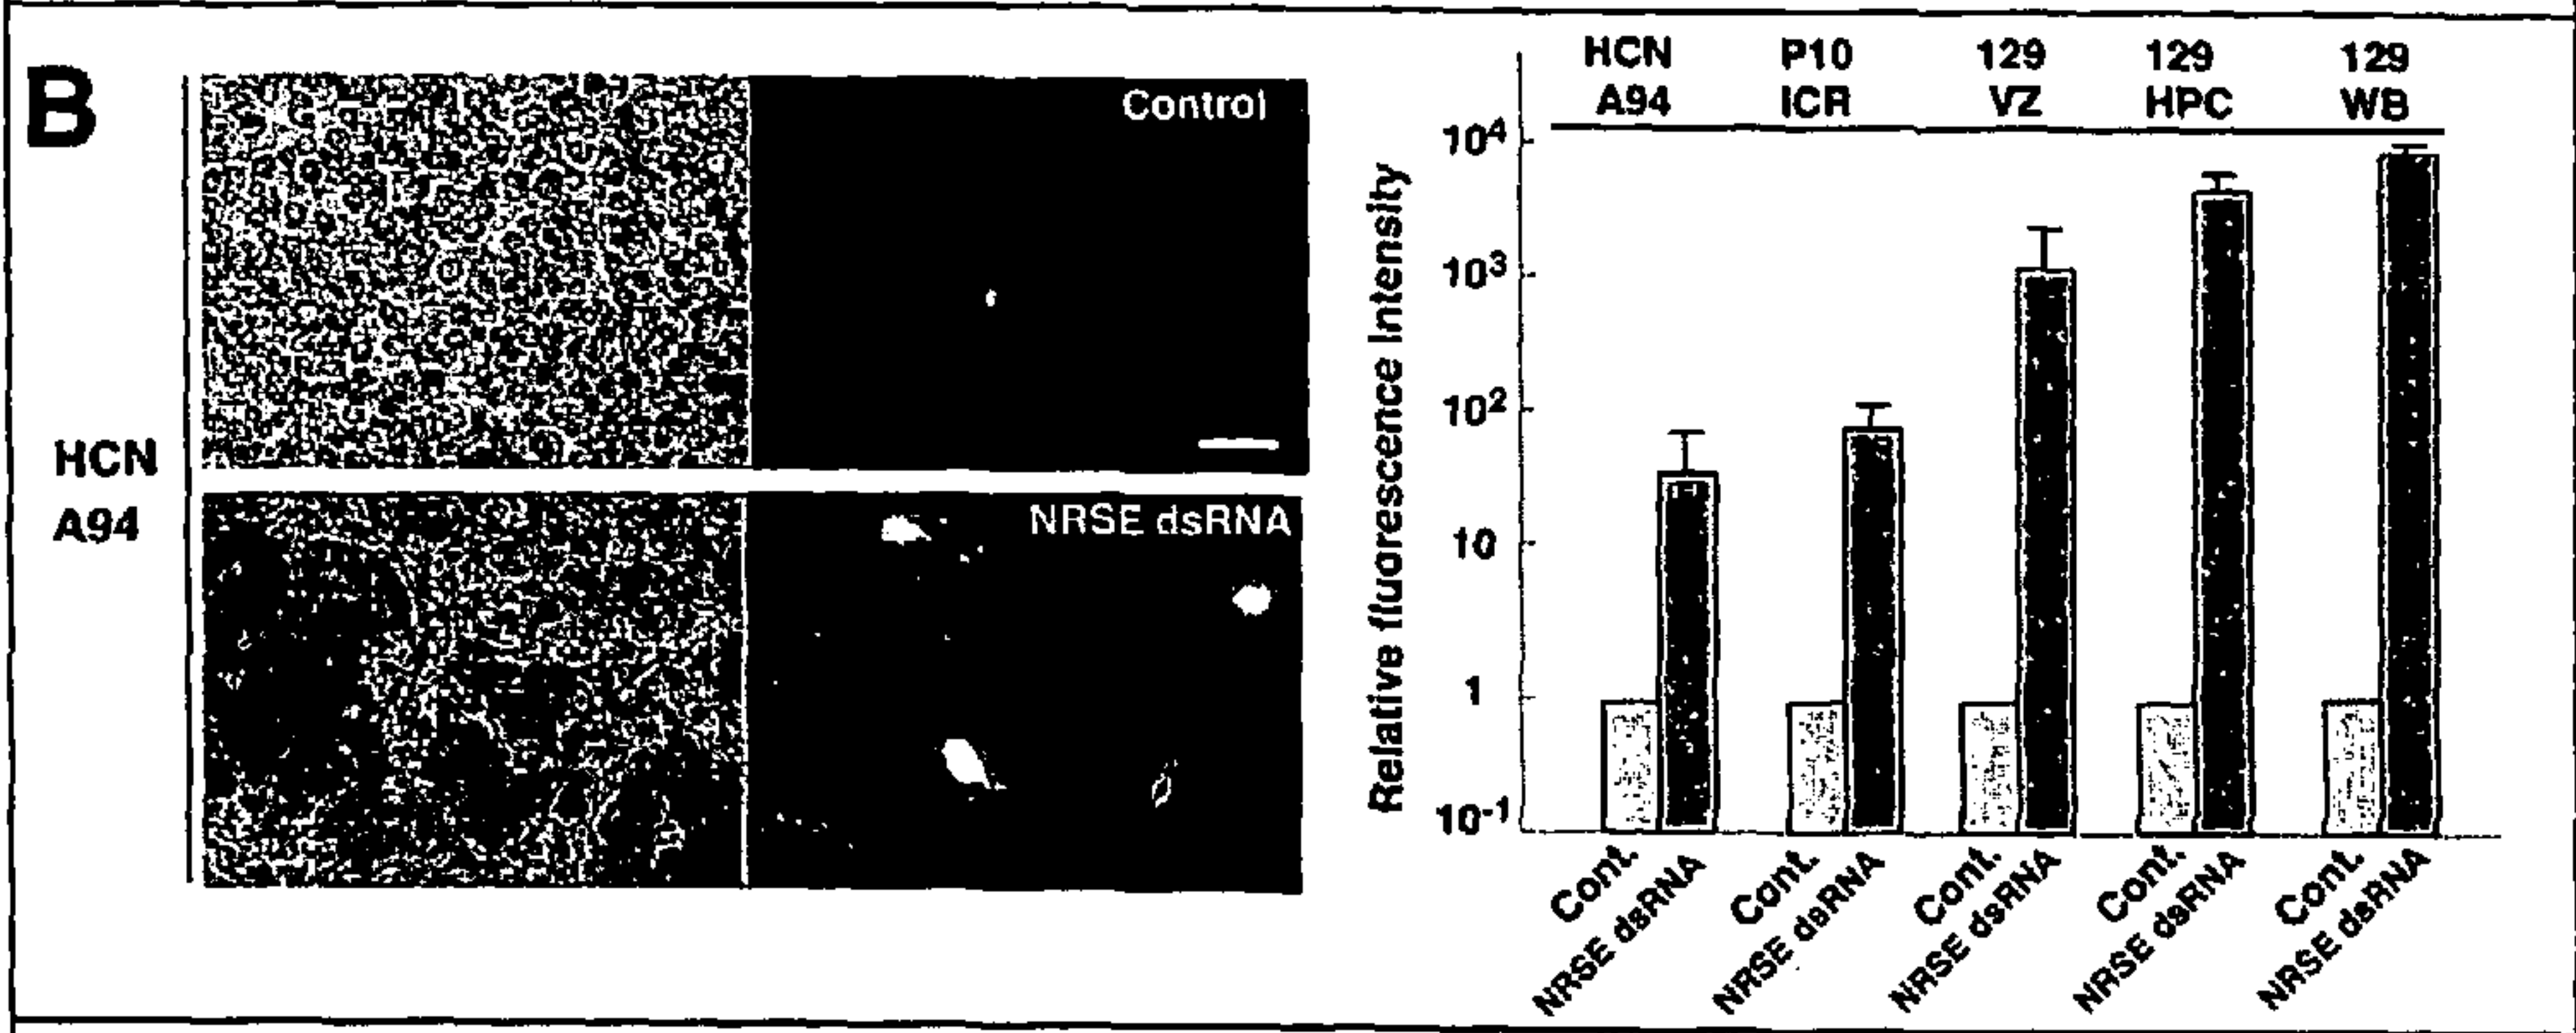 B
HCN
A94
Control
NRSE dsRNA
HCN P10 129 129 129
A94 ICR VZ HPC WB
Relative fluorescence Intensity
10⁴
10³
10²
10
1
10⁻¹
Cont. NRSE dsRNA Cont. NRSE dsRNA Cont. NRSE dsRNA Cont. NRSE dsRNA Cont. NRSE dsRNA